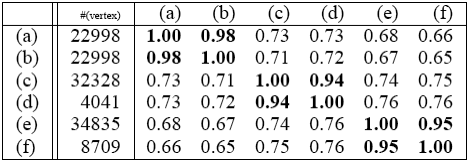 #(vertex) (a) (b) (c) (d) (e) (f)
(a) 22998 1.00 0.98 0.73 0.73 0.68 0.66
(b) 22998 0.98 1.00 0.71 0.72 0.67 0.65
(c) 32328 0.73 0.71 1.00 0.94 0.74 0.75
(d) 4041 0.73 0.72 0.94 1.00 0.76 0.76
(e) 34835 0.68 0.67 0.74 0.76 1.00 0.95
(f) 8709 0.66 0.65 0.75 0.76 0.95 1.00